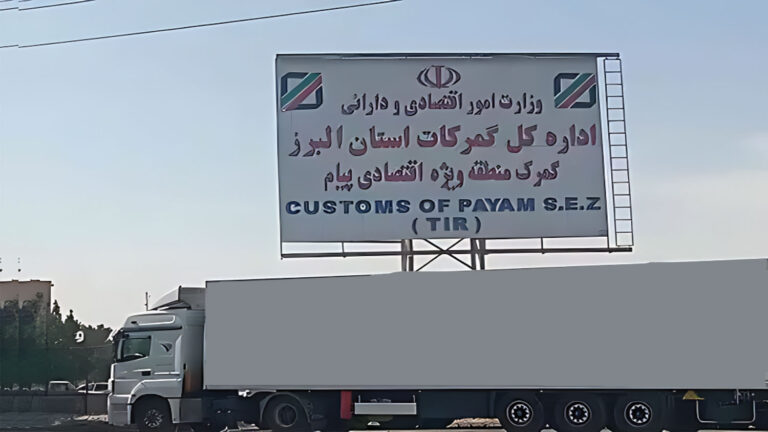 وزارت امور اقتصادی و دارائی
اداره کل گمرکات استان البرز
گمرک منطقه ویژه اقتصادی پیام
CUSTOMS OF PAYAM S.E.Z
( TIR )